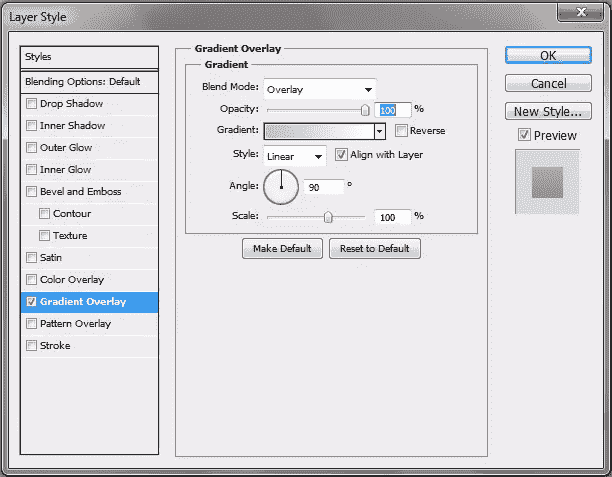 Layer Style
Styles
Blending Options: Default
Drop Shadow
Inner Shadow
Outer Glow
Inner Glow
Bevel and Emboss
Contour
Texture
Satin
Color Overlay
Gradient Overlay
Pattern Overlay
Stroke
Gradient Overlay
Gradient
Blend Mode: Overlay
Opacity: 100 %
Gradient: Reverse
Style: Linear Align with Layer
Angle: 90 °
Scale: 100 %
Make Default Reset to Default
OK
Cancel
New Style...
Preview